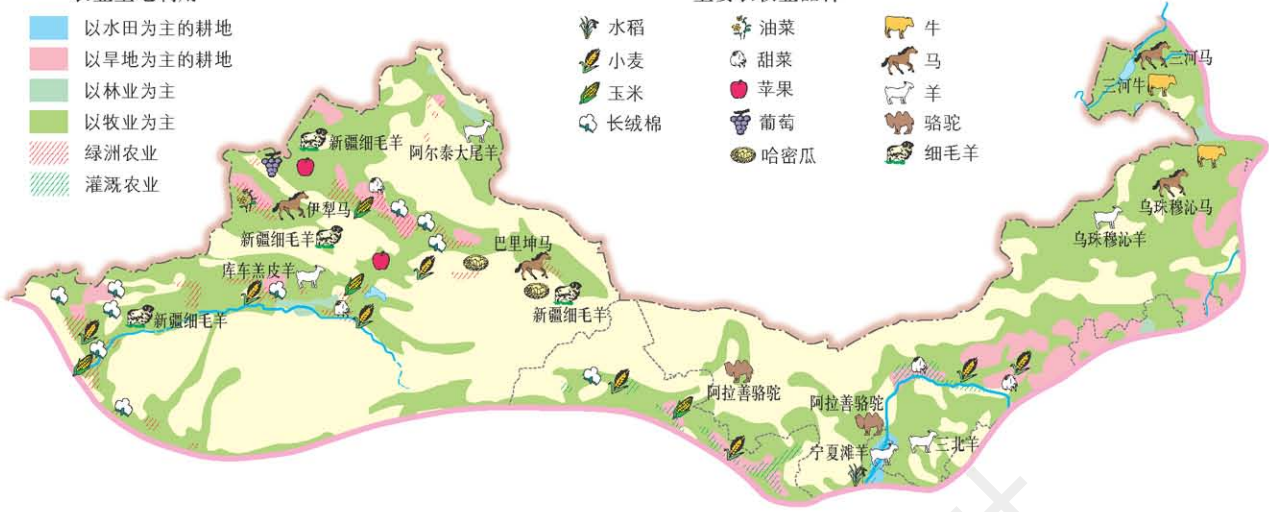 以水田为主的耕地
以旱地为主的耕地
以林业为主
以牧业为主
绿洲农业
灌溉农业
水稻
小麦
玉米
长绒棉
油菜
甜菜
苹果
葡萄
哈密瓜
牛
马
羊
骆驼
细毛羊
三河马
三河牛
新疆细毛羊
阿尔泰大尾羊
伊犁马
新疆细毛羊
巴里坤马
库车羔皮羊
新疆细毛羊
新疆细毛羊
乌珠穆沁马
乌珠穆沁羊
阿拉善骆驼
阿拉善骆驼
宁夏滩羊
三北羊